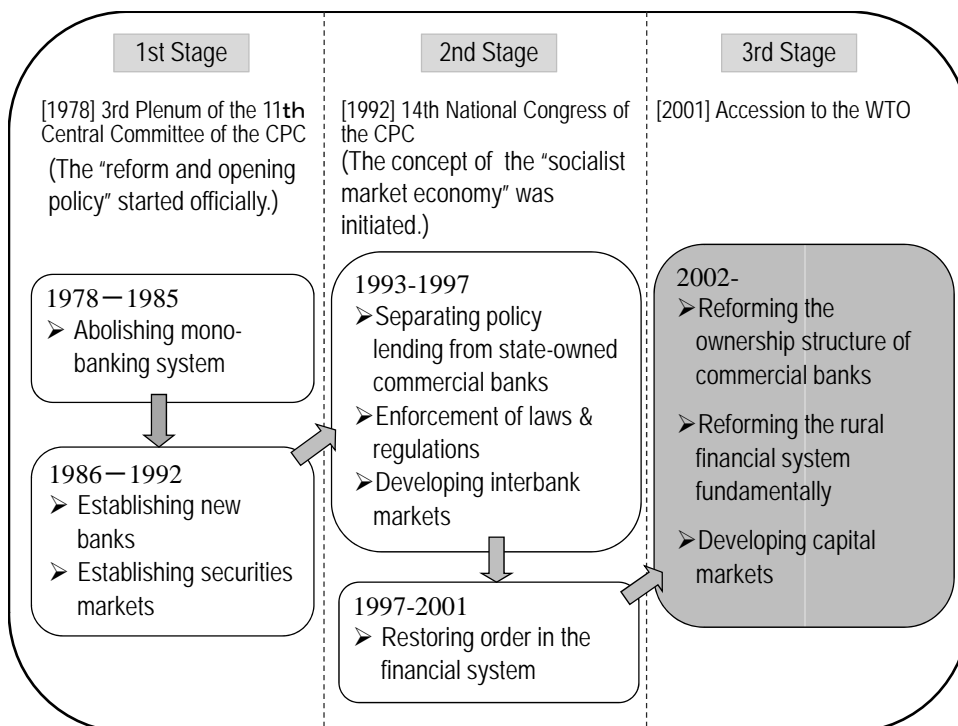 1st Stage
[1978] 3rd Plenum of the 11th
Central Committee of the CPC
(The “reform and opening
policy” started officially.)
1978－1985
➢ Abolishing mono-
banking system
1986－1992
➢ Establishing new
banks
➢ Establishing securities
markets
2nd Stage
[1992] 14th National Congress of
the CPC
(The concept of the “socialist
market economy” was
initiated.)
1993-1997
➢Separating policy
lending from state-owned
commercial banks
➢Enforcement of laws &
regulations
➢Developing interbank
markets
1997-2001
➢ Restoring order in the
financial system
3rd Stage
[2001] Accession to the WTO
2002-
➢Reforming the
ownership structure of
commercial banks
➢Reforming the rural
financial system
fundamentally
➢Developing capital
markets